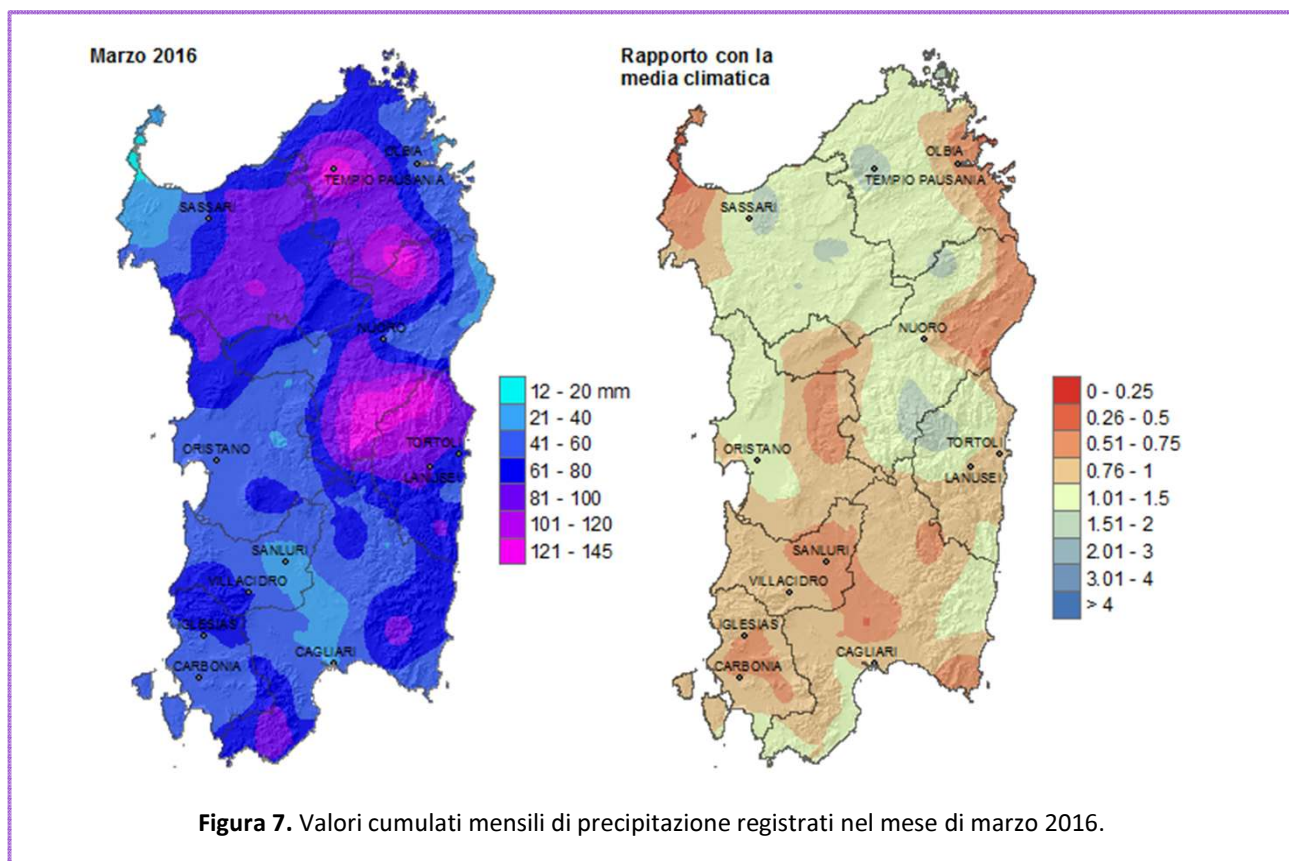 Marzo 2016
OLBIA
TEMPIO PAUSANIA
SASSARI
NUORO
ORISTANO
TORTOLI
LANUSEI
SANLURI
VILLACIDRO
IGLESIAS
CAGLIARI
CARBONIA
12 - 20 mm
21 - 40
41 - 60
61 - 80
81 - 100
101 - 120
121 - 145
Rapporto con la
media climatica
OLBIA
TEMPIO PAUSANIA
SASSARI
NUORO
ORISTANO
TORTOLI
LANUSEI
SANLURI
VILLACIDRO
IGLESIAS
CAGLIARI
CARBONIA
0 - 0.25
0.26 - 0.5
0.51 - 0.75
0.76 - 1
1.01 - 1.5
1.51 - 2
2.01 - 3
3.01 - 4
> 4
Figura 7. Valori cumulati mensili di precipitazione registrati nel mese di marzo 2016.